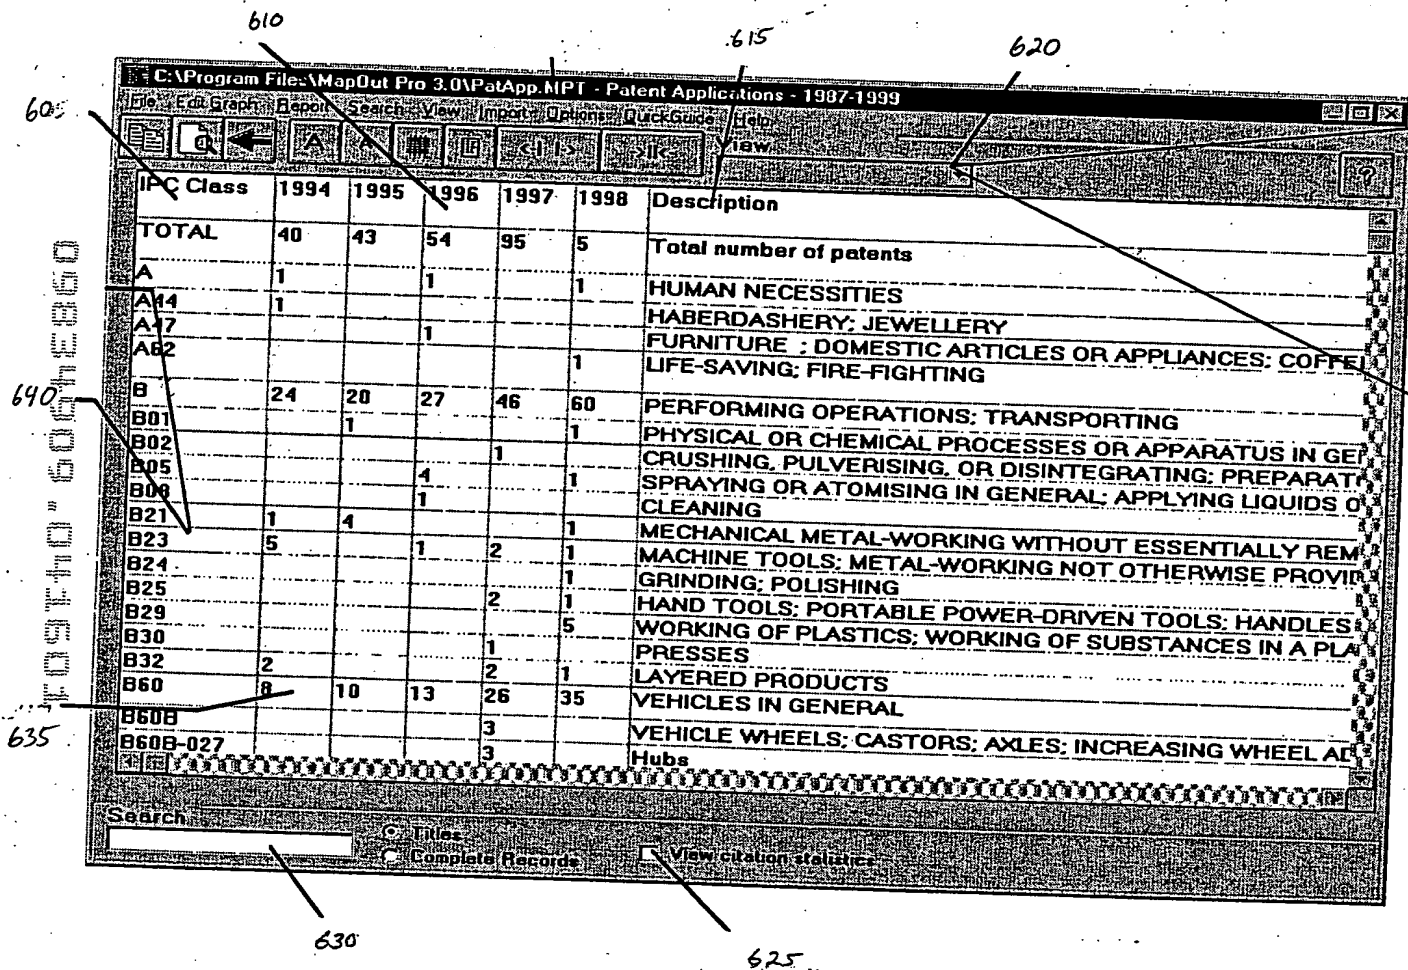 610
615
620
C:\Program Files\MapOut Pro 3.0\PatApp.MPT - Patent Applications - 1987-1999
605
File Edit Graph Report Search View Import Options QuickGuide Help
View
IPC Class 1994 1995 1996 1997 1998 Description
TOTAL 40 43 54 95 5 Total number of patents
A 1 1 1 HUMAN NECESSITIES
A44 1 HABERDASHERY; JEWELLERY
A47 1 FURNITURE ; DOMESTIC ARTICLES OR APPLIANCES; COFFE
A62 1 LIFE-SAVING; FIRE-FIGHTING
640
B 24 20 27 46 60 PERFORMING OPERATIONS; TRANSPORTING
B01 1 1 PHYSICAL OR CHEMICAL PROCESSES OR APPARATUS IN GE
B02 1 CRUSHING, PULVERISING, OR DISINTEGRATING; PREPARAT
B05 4 1 SPRAYING OR ATOMISING IN GENERAL; APPLYING LIQUIDS O
B08 1 CLEANING
B21 1 4 1 MECHANICAL METAL-WORKING WITHOUT ESSENTIALLY REM
B23 5 1 2 1 MACHINE TOOLS; METAL-WORKING NOT OTHERWISE PROVID
B24 1 GRINDING; POLISHING
B25 2 1 HAND TOOLS; PORTABLE POWER-DRIVEN TOOLS; HANDLES
B29 5 WORKING OF PLASTICS; WORKING OF SUBSTANCES IN A PLA
B30 1 PRESSES
B32 2 2 1 LAYERED PRODUCTS
B60 8 10 13 26 35 VEHICLES IN GENERAL
635
B60B 3 VEHICLE WHEELS; CASTORS; AXLES; INCREASING WHEEL AD
B60B-027 3 Hubs
Search
Titles
Complete Records
View citation statistics
630
625